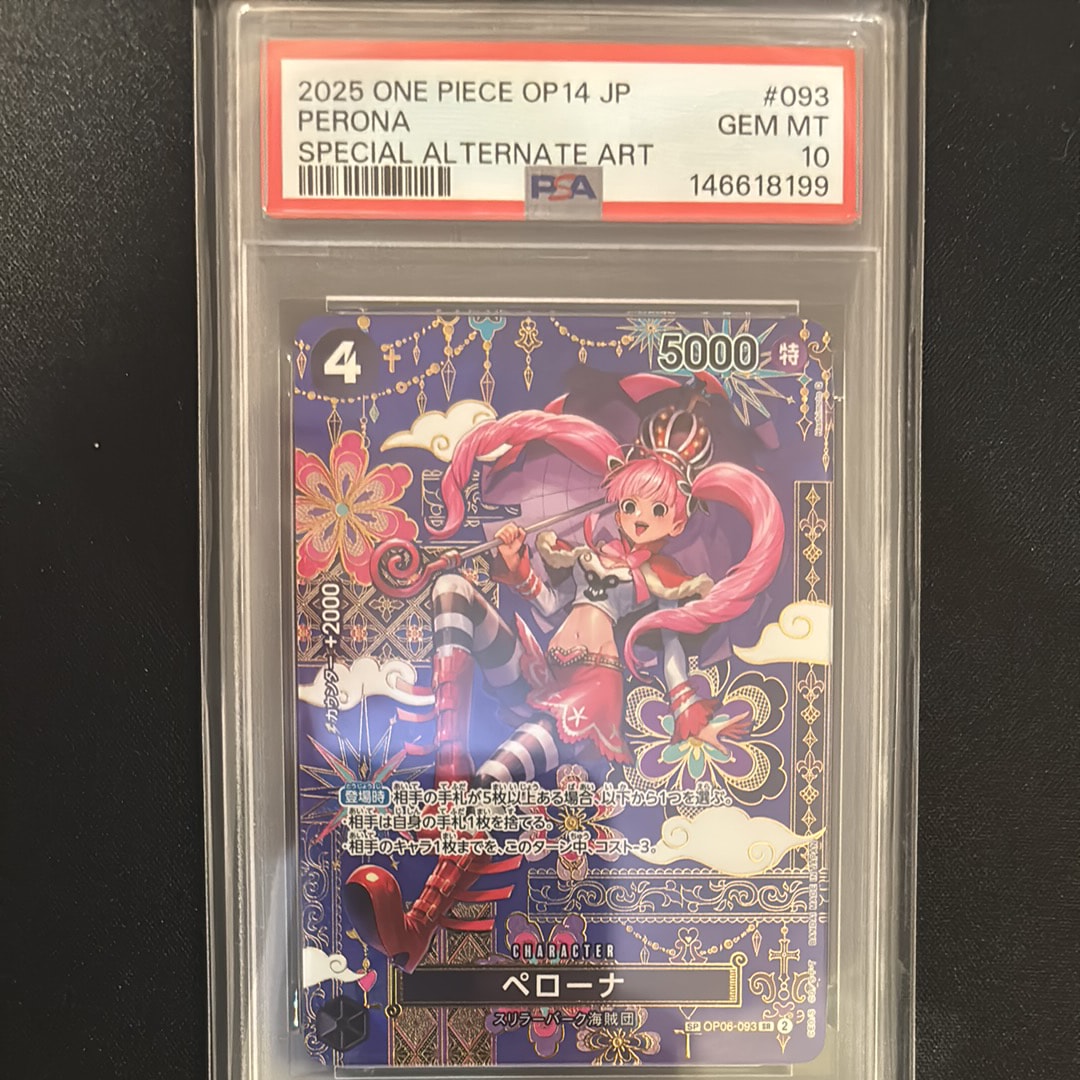 2025 ONE PIECE OP14 JP #093
PERONA GEM MT
SPECIAL ALTERNATE ART 10
PSA 146618199
4
5000 特
カウンター+2000
登場時 相手の手札が5枚以上ある場合、以下から1つを選ぶ。
・相手は自身の手札1枚を捨てる。
・相手のキャラ1枚までを、このターン中、コスト-3。
CHARACTER
ペローナ
スリラーバーク海賊団
SP OP06-093 SR 2